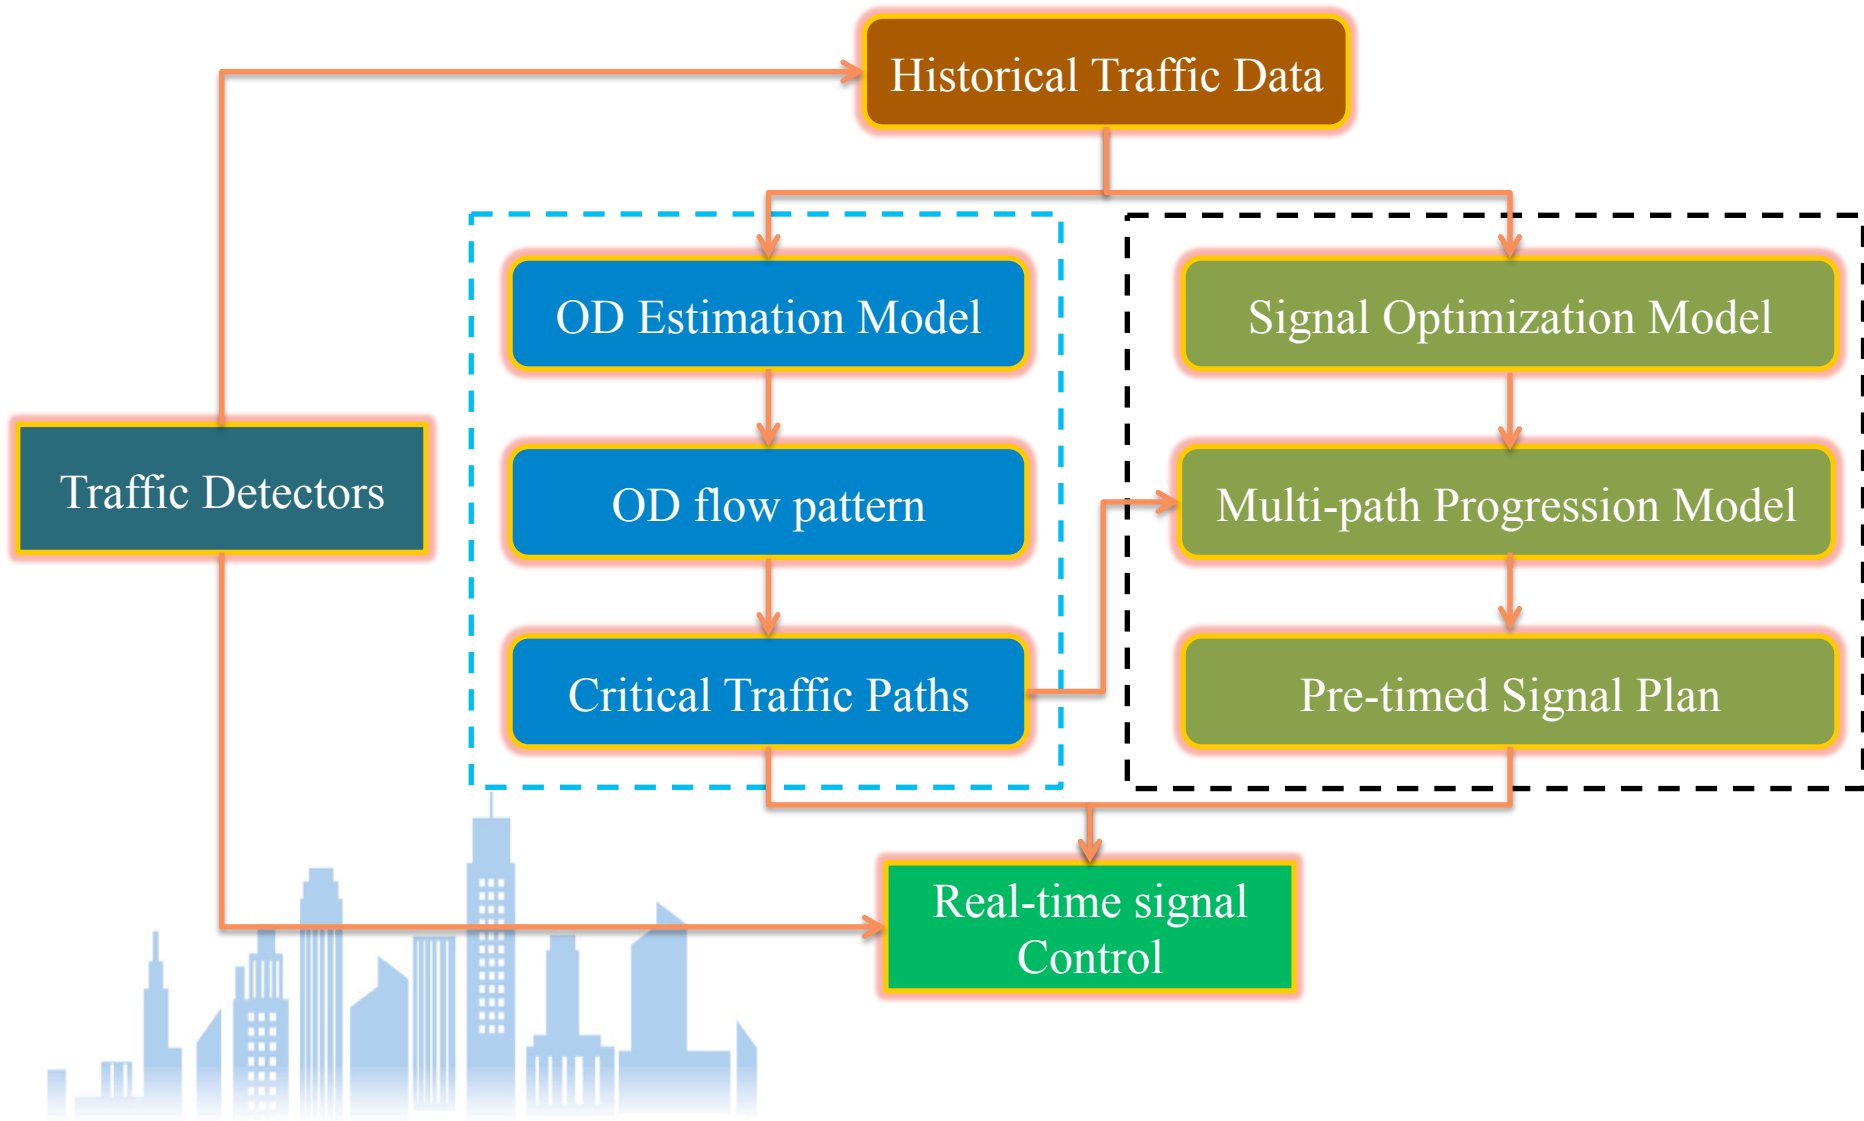 Historical Traffic Data
OD Estimation Model
Signal Optimization Model
Traffic Detectors
OD flow pattern
Multi-path Progression Model
Critical Traffic Paths
Pre-timed Signal Plan
Real-time signal
Control